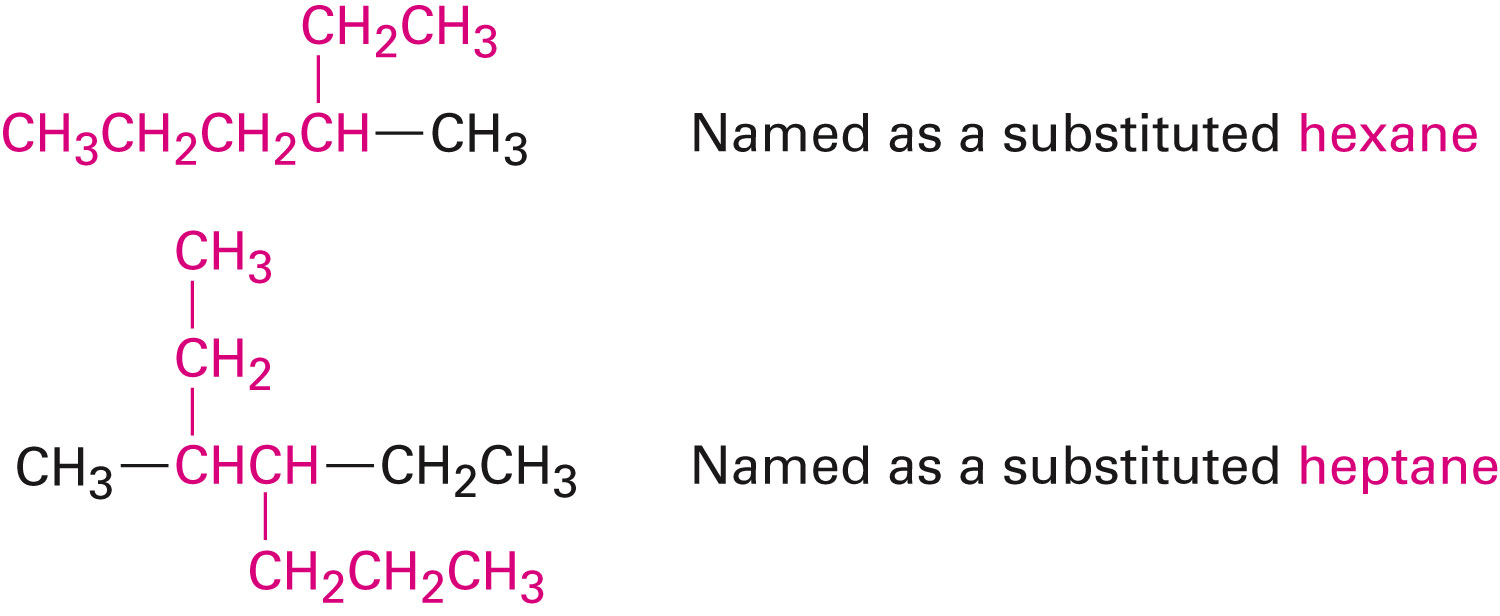 CH₂CH₃
CH₃CH₂CH₂CH—CH₃ Named as a substituted hexane
CH₃
CH₂
CH₃—CHCH—CH₂CH₃ Named as a substituted heptane
CH₂CH₂CH₃